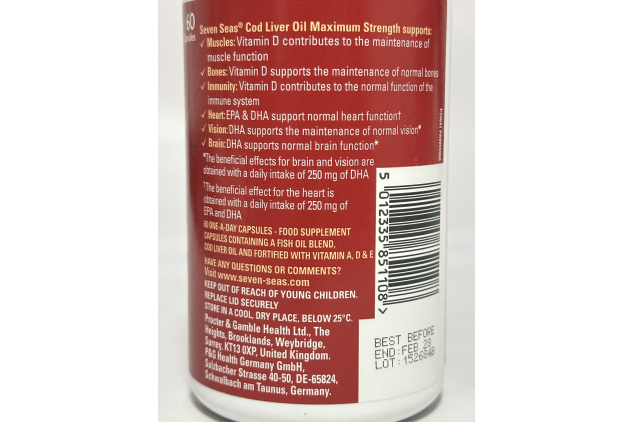 60
Seven Seas® Cod Liver Oil Maximum Strength supports:
✓ Muscles: Vitamin D contributes to the maintenance of
muscle function
✓ Bones: Vitamin D supports the maintenance of normal bones
✓ Immunity: Vitamin D contributes to the normal function of the
immune system
✓ Heart: EPA & DHA support normal heart function†
✓ Vision: DHA supports the maintenance of normal vision*
✓ Brain: DHA supports normal brain function*
*The beneficial effects for brain and vision are
obtained with a daily intake of 250 mg of DHA
†The beneficial effect for the heart is
obtained with a daily intake of 250 mg of
EPA and DHA
60 ONE-A-DAY CAPSULES - FOOD SUPPLEMENT
CAPSULES CONTAINING A FISH OIL BLEND,
COD LIVER OIL AND FORTIFIED WITH VITAMIN A, D & E
HAVE ANY QUESTIONS OR COMMENTS?
Visit www.seven-seas.com
KEEP OUT OF REACH OF YOUNG CHILDREN.
REPLACE LID SECURELY
STORE IN A COOL, DRY PLACE, BELOW 25°C.
Procter & Gamble Health Ltd., The
Heights, Brooklands, Weybridge,
Surrey, KT13 0XP, United Kingdom.
P&G Health Germany GmbH,
Sulzbacher Strasse 40-50, DE-65824,
Schwalbach am Taunus, Germany.
5 012335 851108 >
BEST BEFORE
END: FEB 28
LOT: 1526848